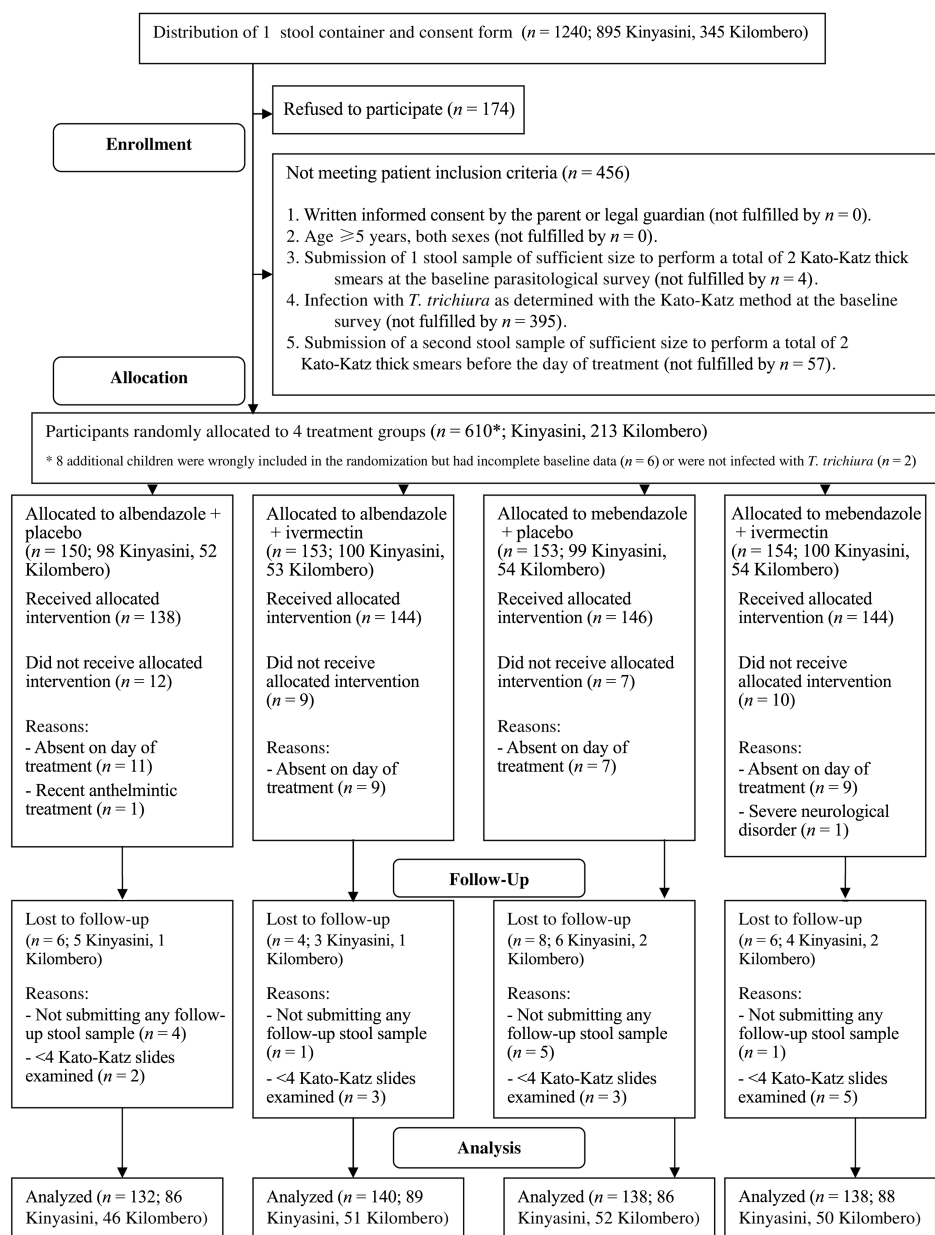 Distribution of 1 stool container and consent form (n = 1240; 895 Kinyasini, 345 Kilombero)
Refused to participate (n = 174)
Enrollment
Not meeting patient inclusion criteria (n = 456)
1. Written informed consent by the parent or legal guardian (not fulfilled by n = 0).
2. Age ⩾5 years, both sexes (not fulfilled by n = 0).
3. Submission of 1 stool sample of sufficient size to perform a total of 2 Kato-Katz thick
smears at the baseline parasitological survey (not fulfilled by n = 4).
4. Infection with T. trichiura as determined with the Kato-Katz method at the baseline
survey (not fulfilled by n = 395).
5. Submission of a second stool sample of sufficient size to perform a total of 2
Kato-Katz thick smears before the day of treatment (not fulfilled by n = 57).
Allocation
Participants randomly allocated to 4 treatment groups (n = 610*; Kinyasini, 213 Kilombero)
* 8 additional children were wrongly included in the randomization but had incomplete baseline data (n = 6) or were not infected with T. trichiura (n = 2)
Allocated to albendazole +
placebo
(n = 150; 98 Kinyasini, 52
Kilombero)
Received allocated
intervention (n = 138)
Did not receive allocated
intervention (n = 12)
Reasons:
- Absent on day of
treatment (n = 11)
- Recent anthelmintic
treatment (n = 1)
Allocated to albendazole
+ ivermectin
(n = 153; 100 Kinyasini,
53 Kilombero)
Received allocated
intervention (n = 144)
Did not receive
allocated intervention
(n = 9)
Reasons:
- Absent on day of
treatment (n = 9)
Allocated to mebendazole
+ placebo
(n = 153; 99 Kinyasini,
54 Kilombero)
Received allocated
intervention (n = 146)
Did not receive allocated
intervention (n = 7)
Reasons:
- Absent on day of
treatment (n = 7)
Allocated to mebendazole
+ ivermectin
(n = 154; 100 Kinyasini,
54 Kilombero)
Received allocated
intervention (n = 144)
Did not receive
allocated intervention
(n = 10)
Reasons:
- Absent on day of
treatment (n = 9)
- Severe neurological
disorder (n = 1)
Follow-Up
Lost to follow-up
(n = 6; 5 Kinyasini, 1
Kilombero)
Reasons:
- Not submitting any follow-
up stool sample (n = 4)
- <4 Kato-Katz slides
examined (n = 2)
Lost to follow-up
(n = 4; 3 Kinyasini, 1
Kilombero)
Reasons:
- Not submitting any
follow-up stool sample
(n = 1)
- <4 Kato-Katz slides
examined (n = 3)
Lost to follow-up
(n = 8; 6 Kinyasini, 2
Kilombero)
Reasons:
- Not submitting any
follow-up stool sample
(n = 5)
- <4 Kato-Katz slides
examined (n = 3)
Lost to follow-up
(n = 6; 4 Kinyasini, 2
Kilombero)
Reasons:
- Not submitting any
follow-up stool sample
(n = 1)
- <4 Kato-Katz slides
examined (n = 5)
Analysis
Analyzed (n = 132; 86
Kinyasini, 46 Kilombero)
Analyzed (n = 140; 89
Kinyasini, 51 Kilombero)
Analyzed (n = 138; 86
Kinyasini, 52 Kilombero)
Analyzed (n = 138; 88
Kinyasini, 50 Kilombero)